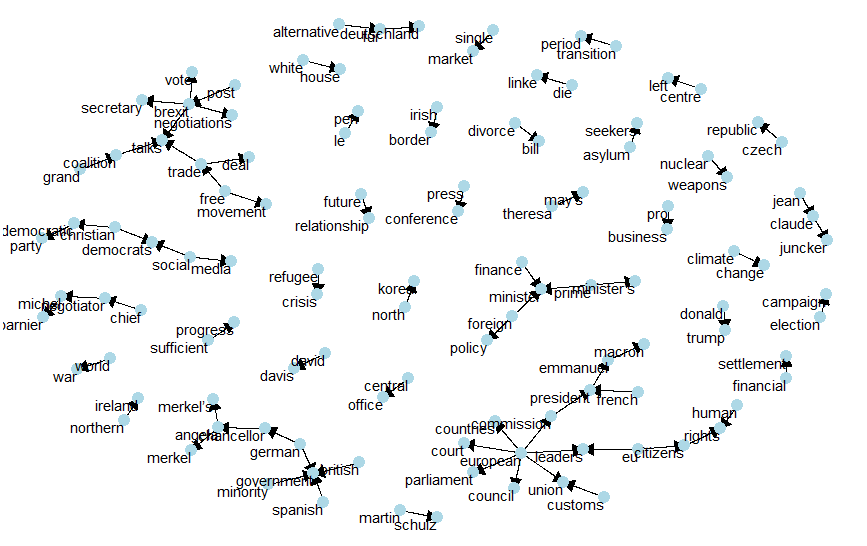 alternative
für
deutschland
single
market
period
transition
white
house
linke
die
left
centre
vote
post
secretary
brexit
negotiations
talks
coalition
grand
trade
deal
free
movement
per
le
irish
border
divorce
bill
seekers
asylum
republic
czech
nuclear
weapons
future
relationship
press
conference
theresa
may's
pro
business
jean
claude
juncker
democratic
party
christian
democrats
social
media
refugee
crisis
korea
north
finance
minister
prime
minister's
foreign
policy
climate
change
michel
negotiator
chief
barnier
progress
sufficient
donald
trump
campaign
election
world
war
david
davis
central
office
macron
emmanuel
president
french
settlement
financial
ireland
northern
merkel's
angela
chancellor
merkel
german
government
british
minority
spanish
countries
commission
court
european
leaders
eu
citizens
rights
human
parliament
council
union
customs
martin
schulz